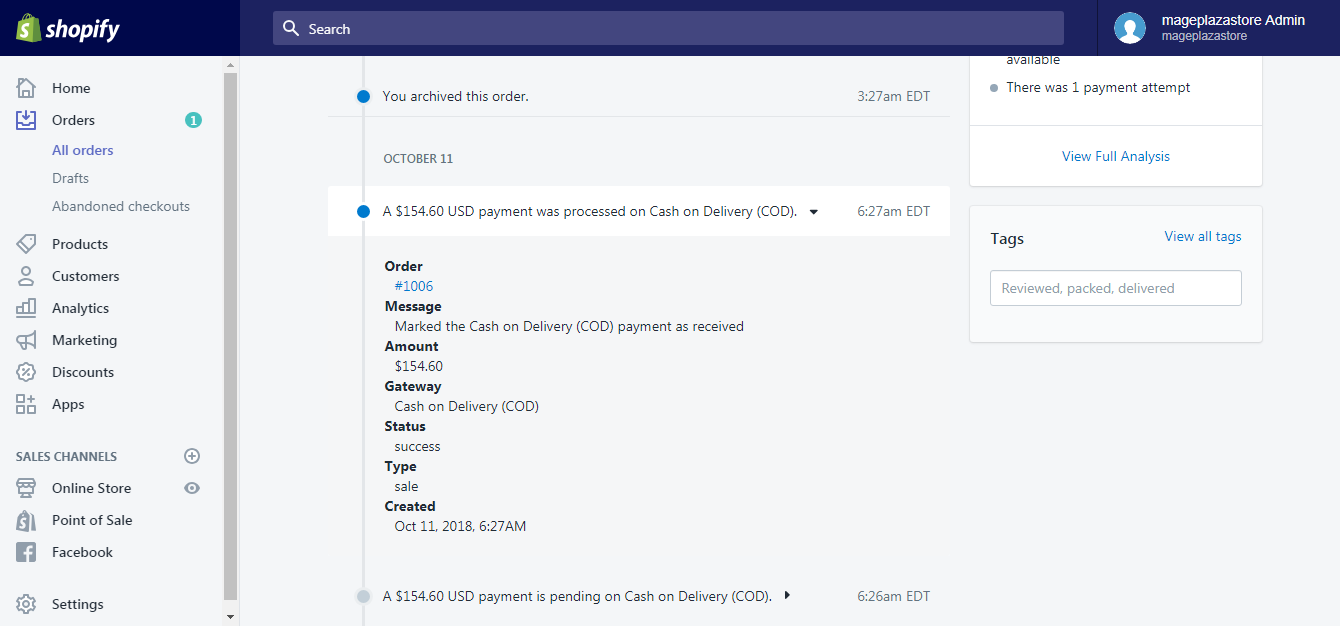 shopify
Search
mageplazastore Admin
mageplazastore
Home
Orders 1
All orders
Drafts
Abandoned checkouts
Products
Customers
Analytics
Marketing
Discounts
Apps
SALES CHANNELS
Online Store
Point of Sale
Facebook
Settings
You archived this order. 3:27am EDT
OCTOBER 11
A $154.60 USD payment was processed on Cash on Delivery (COD). 6:27am EDT
Order
#1006
Message
Marked the Cash on Delivery (COD) payment as received
Amount
$154.60
Gateway
Cash on Delivery (COD)
Status
success
Type
sale
Created
Oct 11, 2018, 6:27AM
A $154.60 USD payment is pending on Cash on Delivery (COD). 6:26am EDT
available
There was 1 payment attempt
View Full Analysis
Tags View all tags
Reviewed, packed, delivered